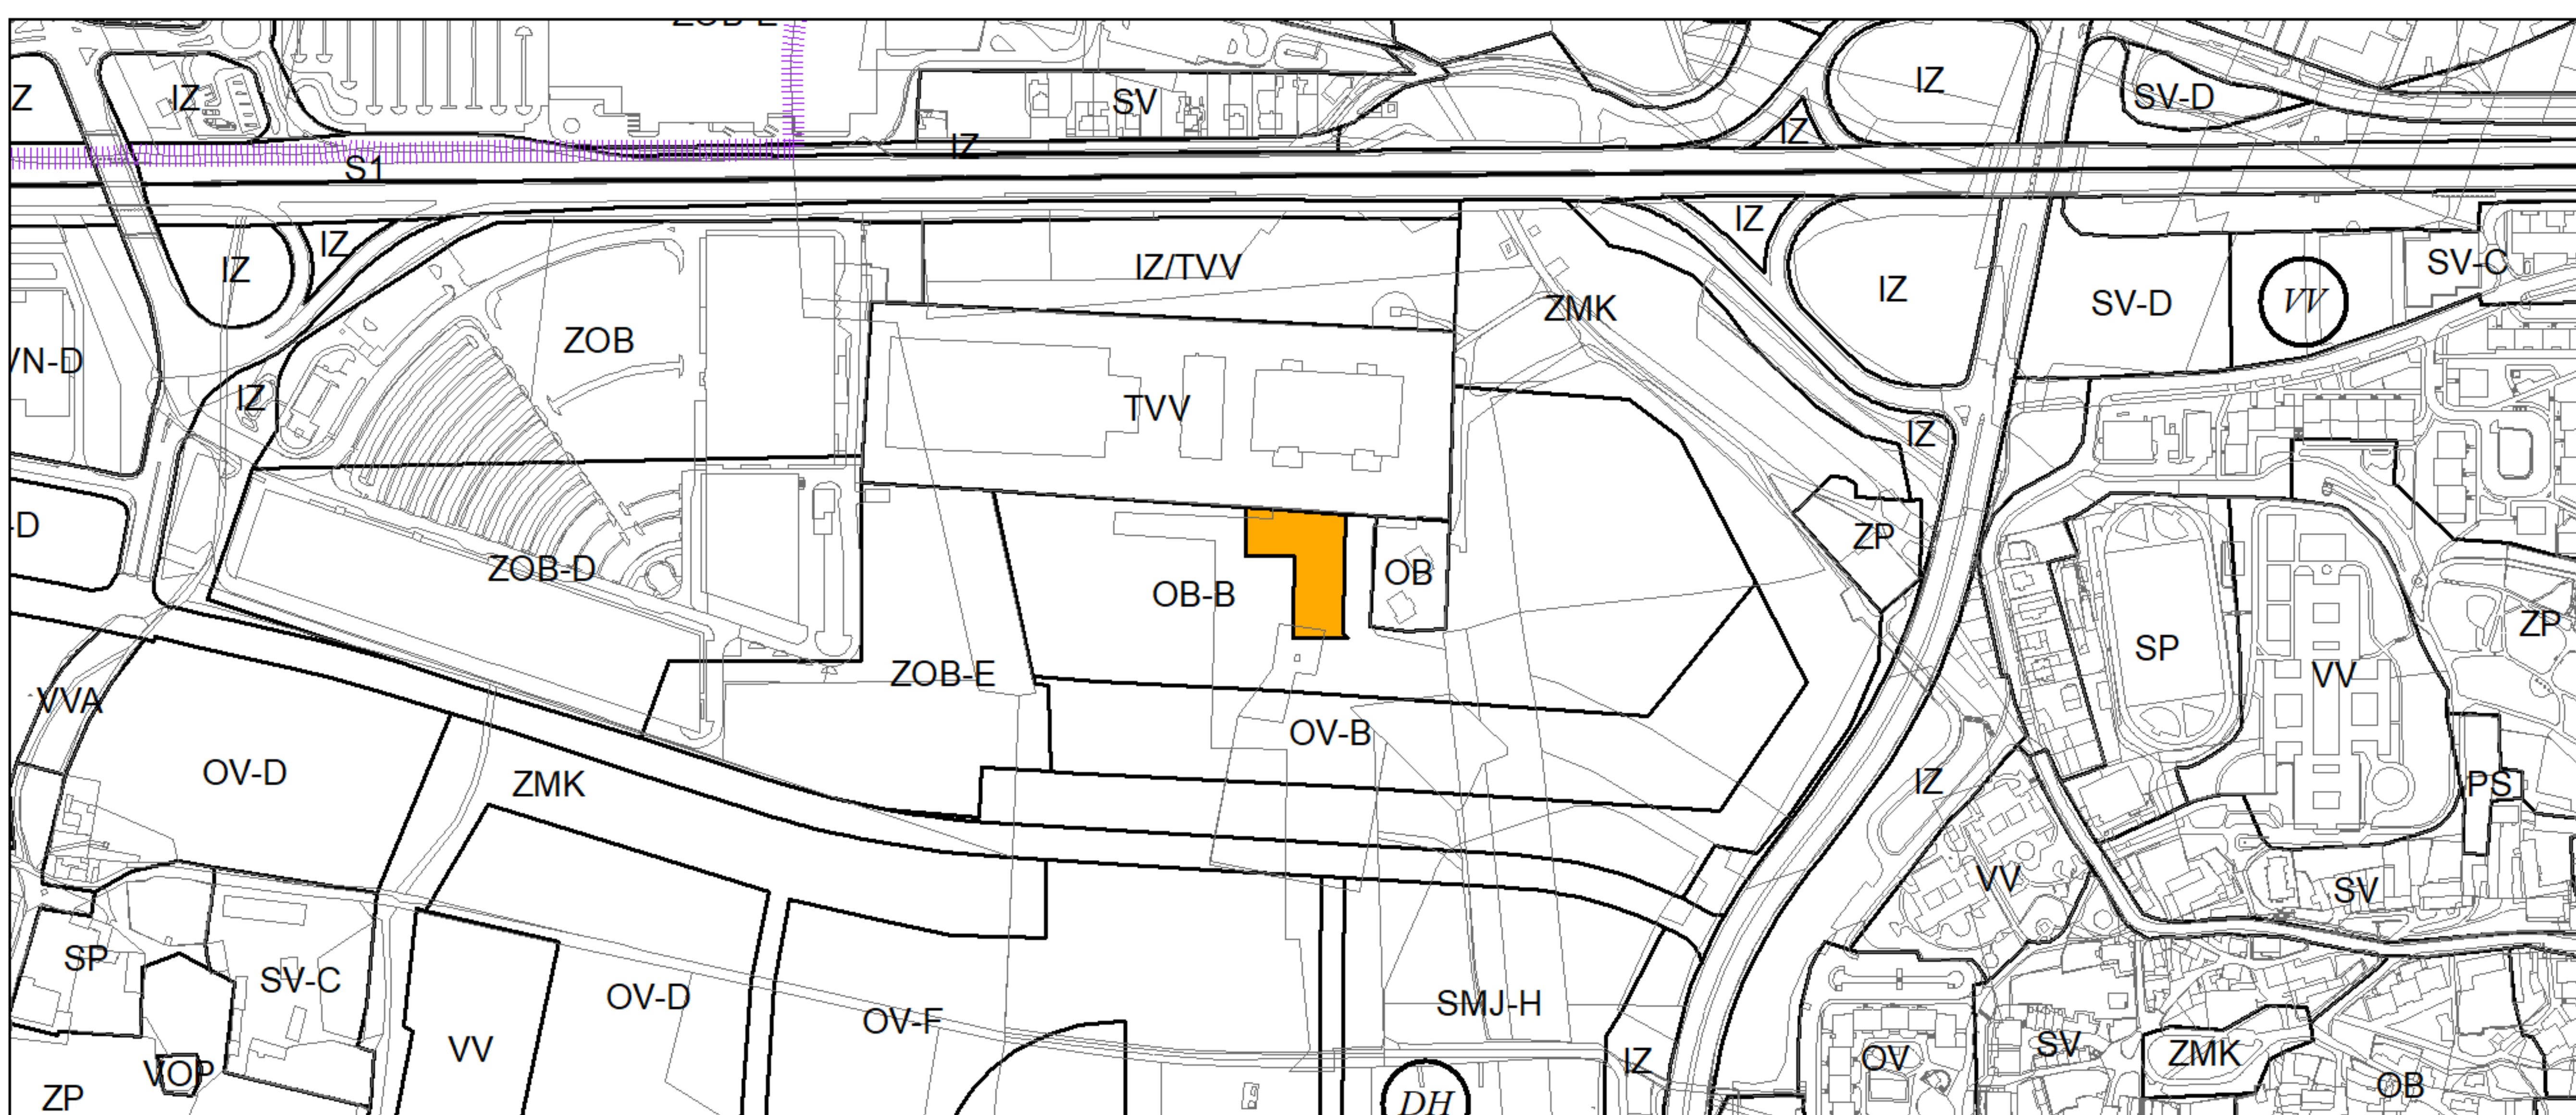 ZOB-E
Z
IZ
SV
IZ
SV-D
IZ
IZ
S1
IZ
IZ
IZ
IZ/TVV
IZ
SV-C
ZMK
SV-D
VV
ZOB
VN-D
IZ
TVV
IZ
-D
ZP
ZOB-D
OB
OB-B
ZP
SP
ZOB-E
VV
VVA
OV-B
OV-D
ZMK
IZ
PS
VV
SV
SP
SV-C
OV-D
SMJ-H
OV-F
VV
SV
ZMK
OV
IZ
VOP
OB
ZP
DH